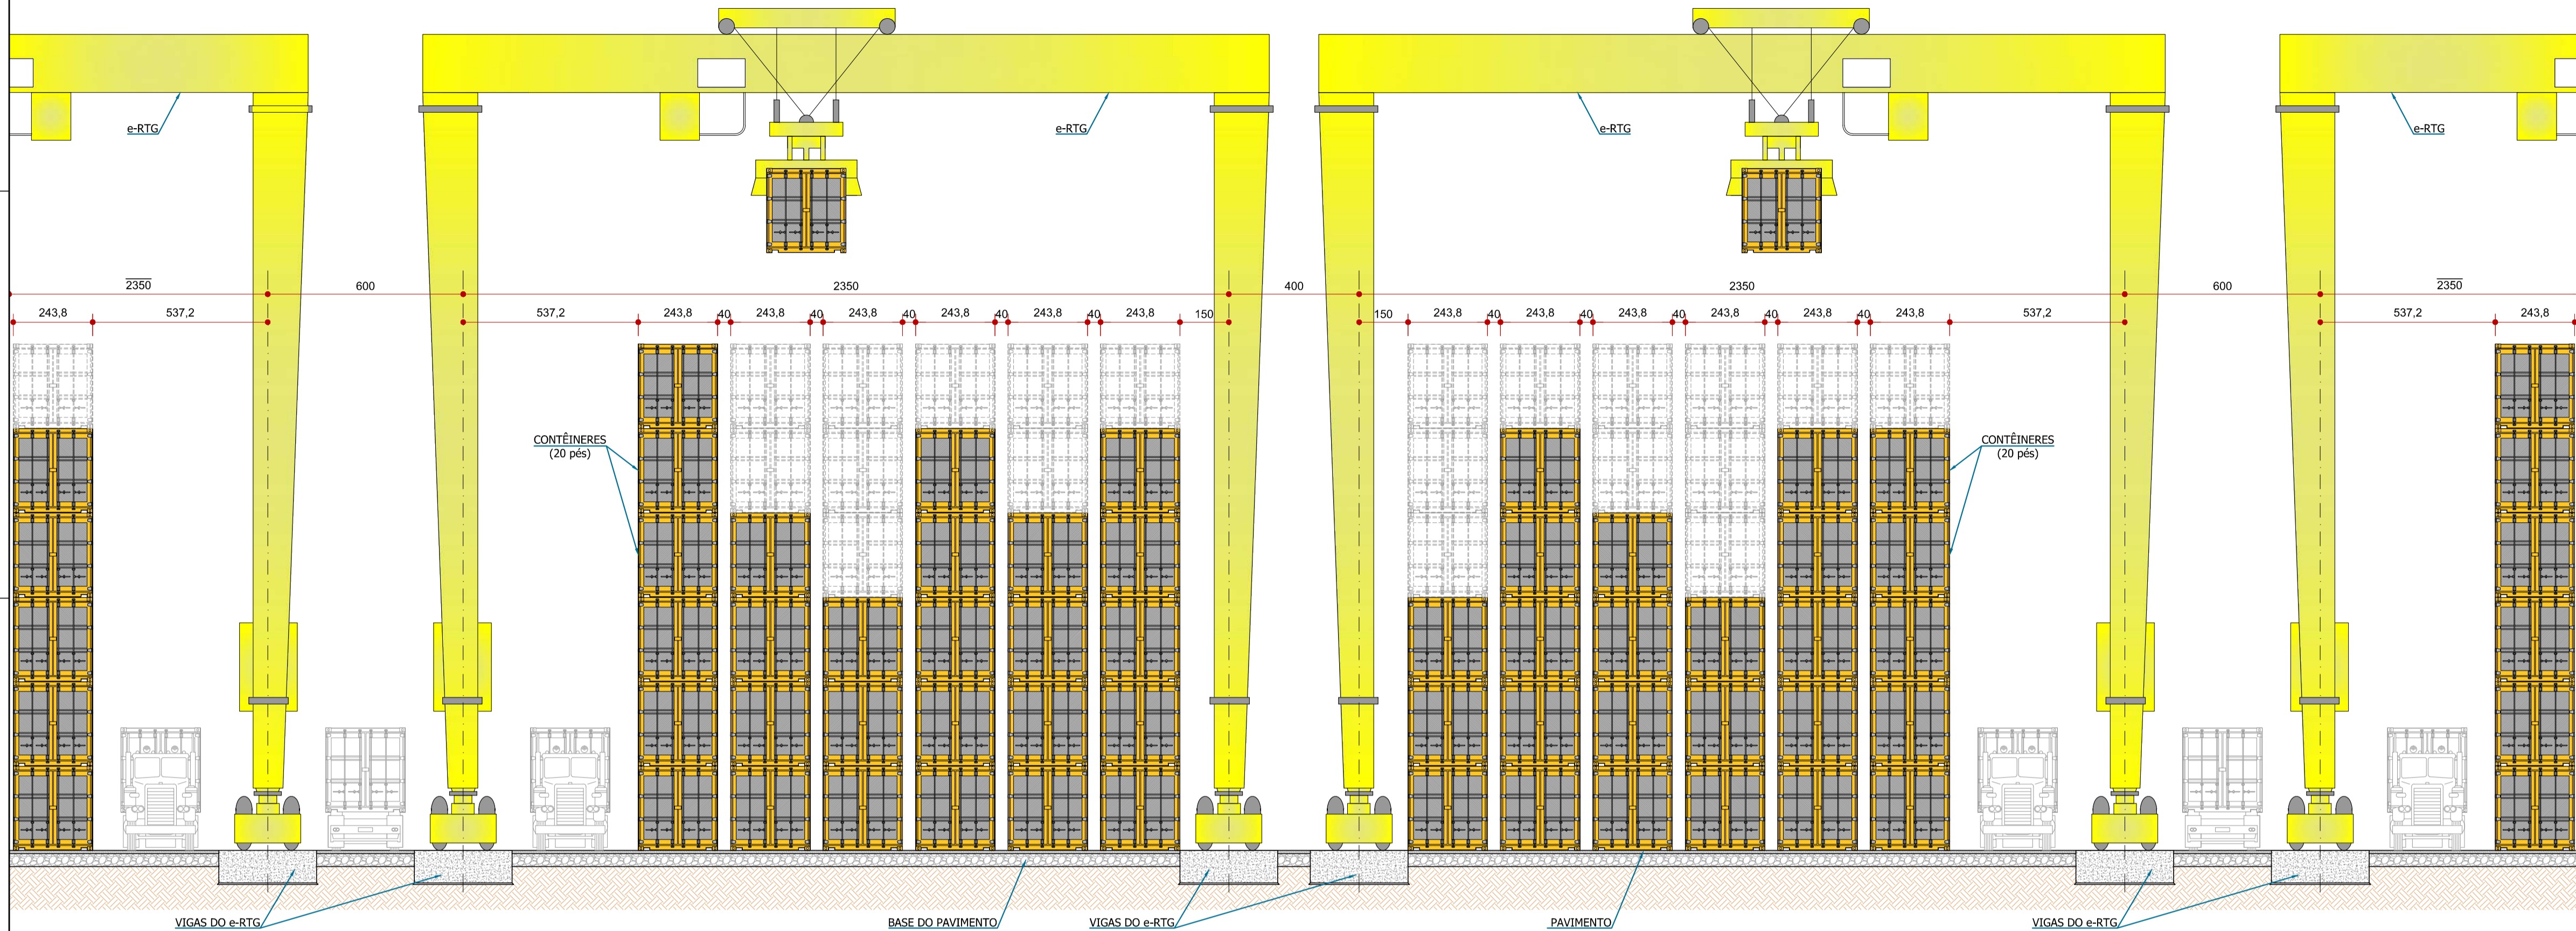 e-RTG
e-RTG
e-RTG
e-RTG
2350
600
2350
400
2350
600
2350
243,8
537,2
537,2
243,8
40
243,8
40
243,8
40
243,8
40
243,8
40
243,8
150
150
243,8
40
243,8
40
243,8
40
243,8
40
243,8
40
243,8
537,2
537,2
243,8
CONTÊINERES
(20 pés)
CONTÊINERES
(20 pés)
VIGAS DO e-RTG
BASE DO PAVIMENTO
VIGAS DO e-RTG
PAVIMENTO
VIGAS DO e-RTG